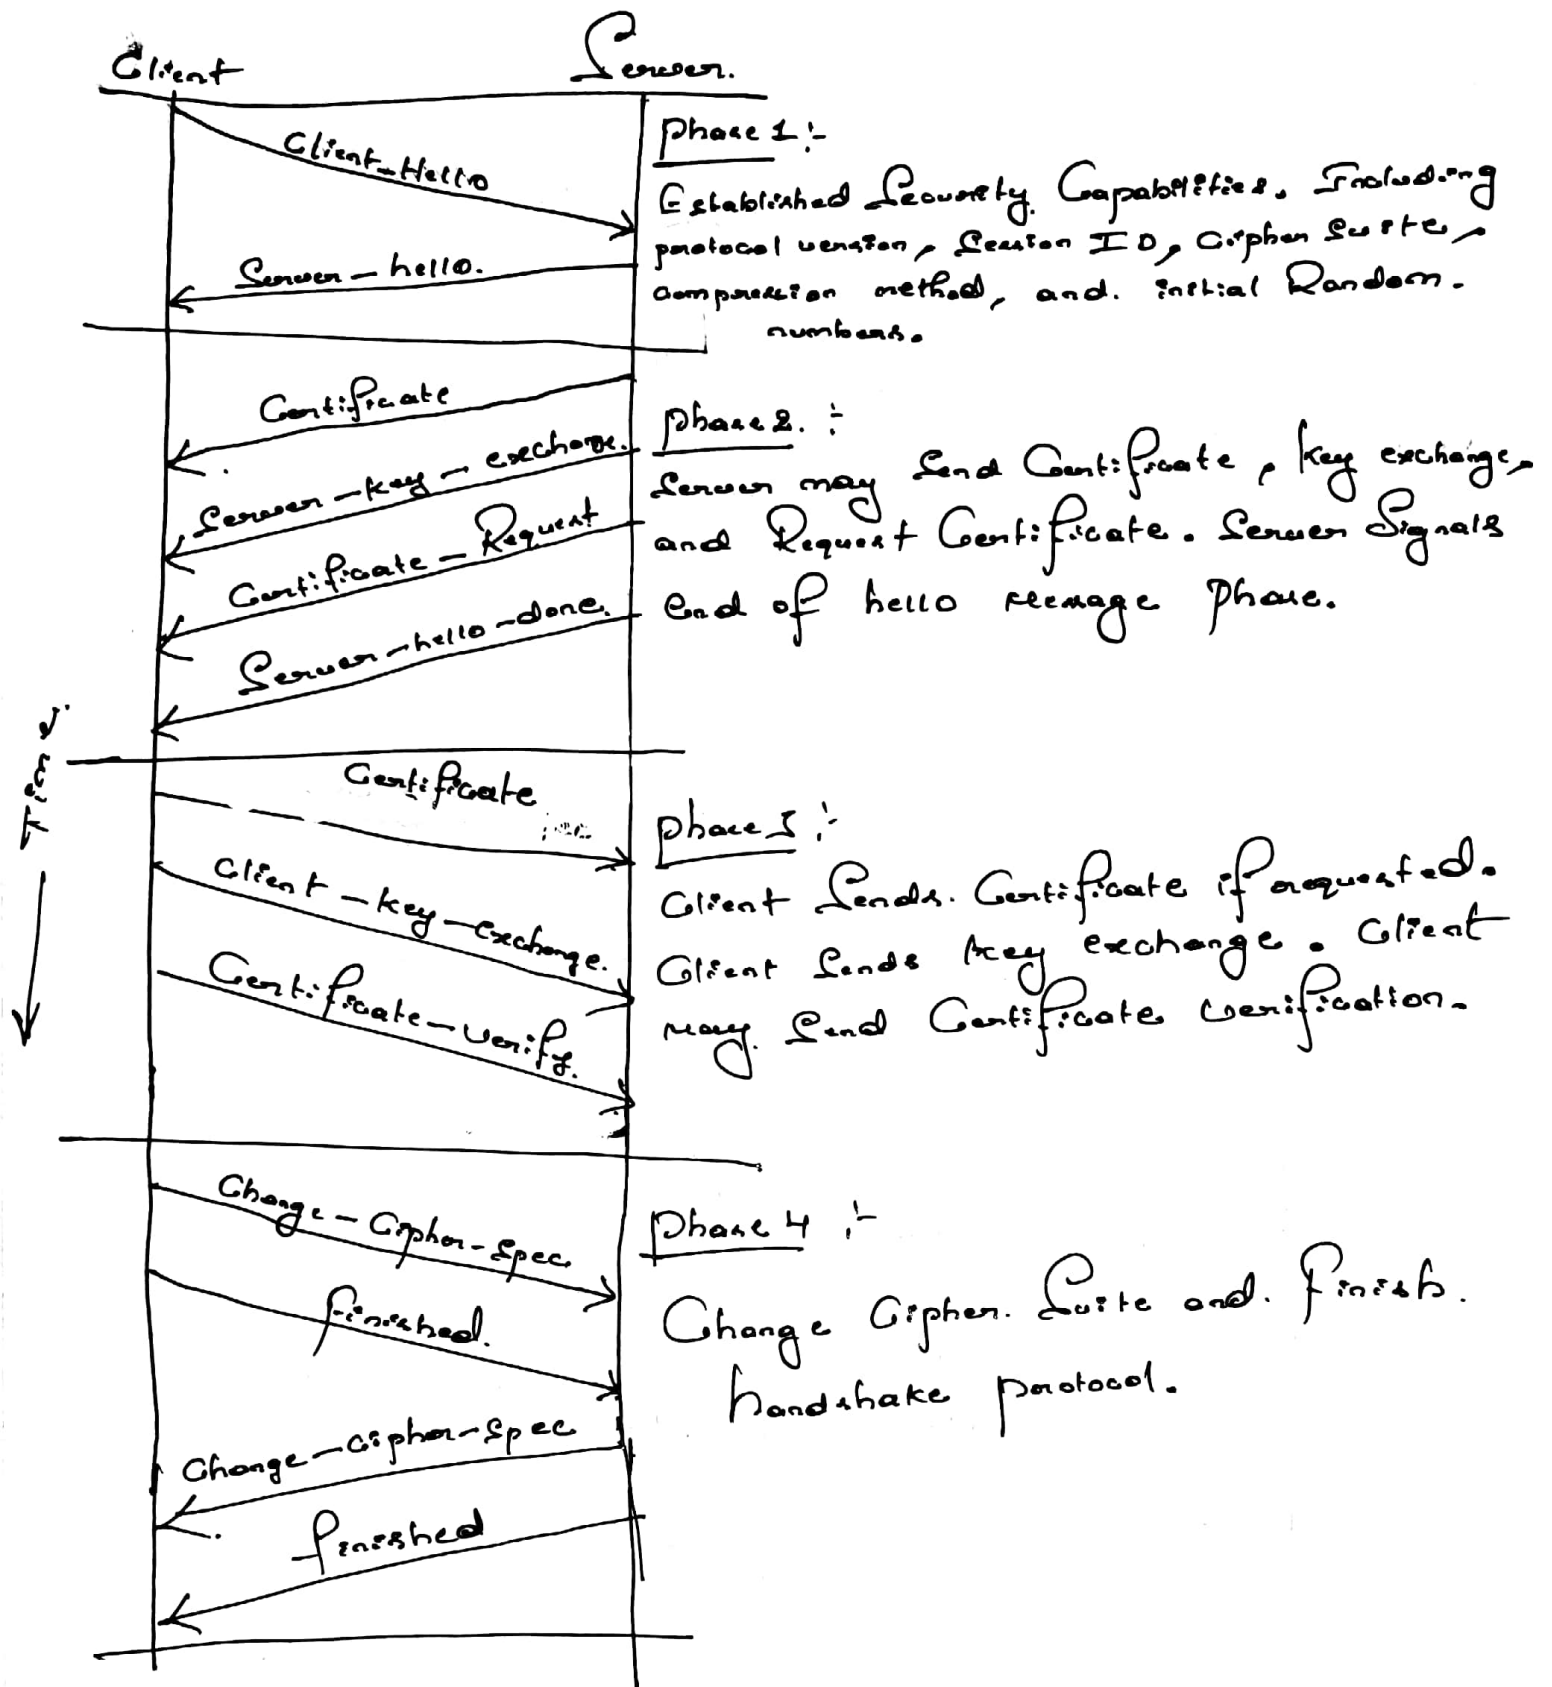 Client
Server.
Client-Hello
Phase 1 :-
Established Security Capabilities, Including
protocol version, Session ID, Cipher Suite,
compression method, and. initial Random.
numbers.
Server - hello.
Certificate
Server - key - exchange.
Certificate - Request
Server - hello - done.
Phase 2. :-
Server may Send Certificate, Key exchange,
and Request Certificate. Server Signals
End of hello message Phase.
Time
Certificate
Client - key - Exchange.
Certificate - verify.
Phase 3 :-
Client Sends. Certificate if requested.
Client Sends key exchange. Client
may. Send Certificate verification.
Change - Cipher - Spec
finished.
Change - cipher - Spec
finished
Phase 4 :-
Change Cipher. Suite and. Finish.
handshake protocol.